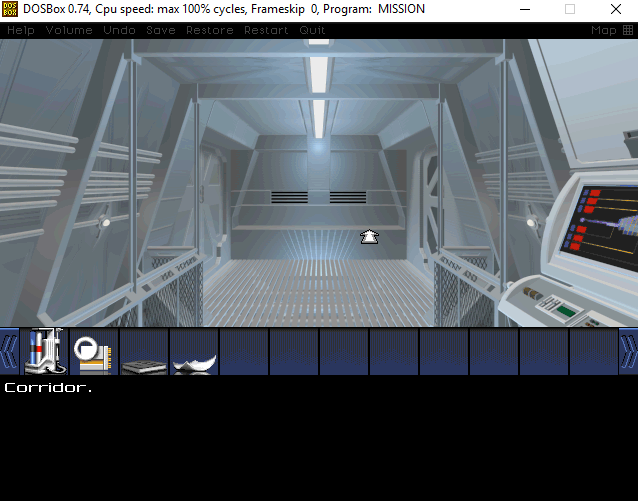 DOSBox 0.74, Cpu speed: max 100% cycles, Frameskip 0, Program: MISSION
Help Volume Undo Save Restore Restart Quit Map
Corridor.